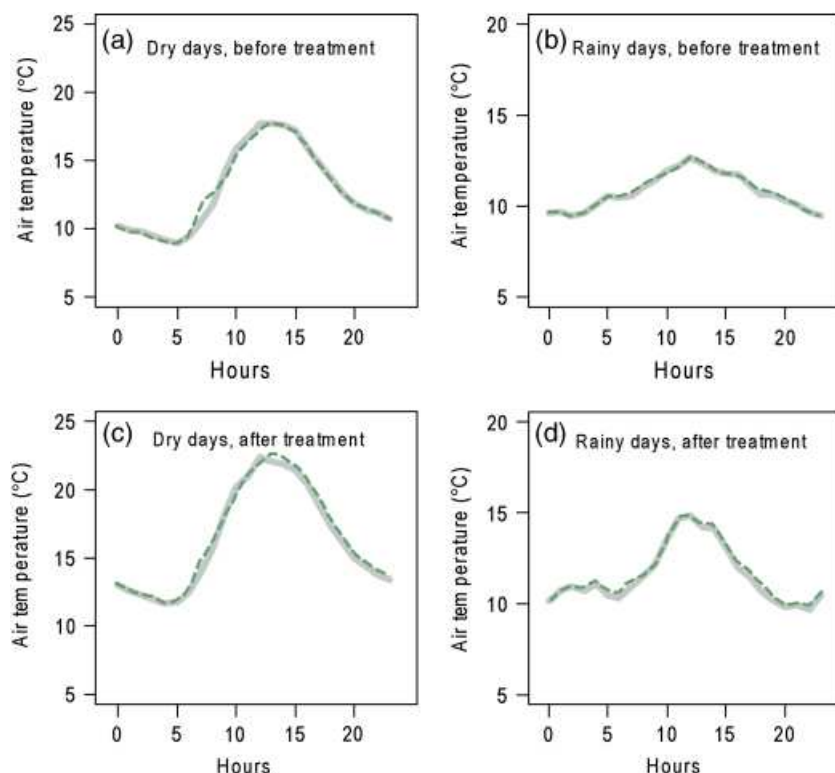 (a) Dry days, before treatment
25
20
15
10
5
Air temperature (°C)
0 5 10 15 20
Hours
(b) Rainy days, before treatment
20
15
10
5
Air temperature (°C)
0 5 10 15 20
Hours
(c) Dry days, after treatment
25
20
15
10
5
Air tem perature (°C)
0 5 10 15 20
Hours
(d) Rainy days, after treatment
20
15
10
5
Air tem perature (°C)
0 5 10 15 20
Hours